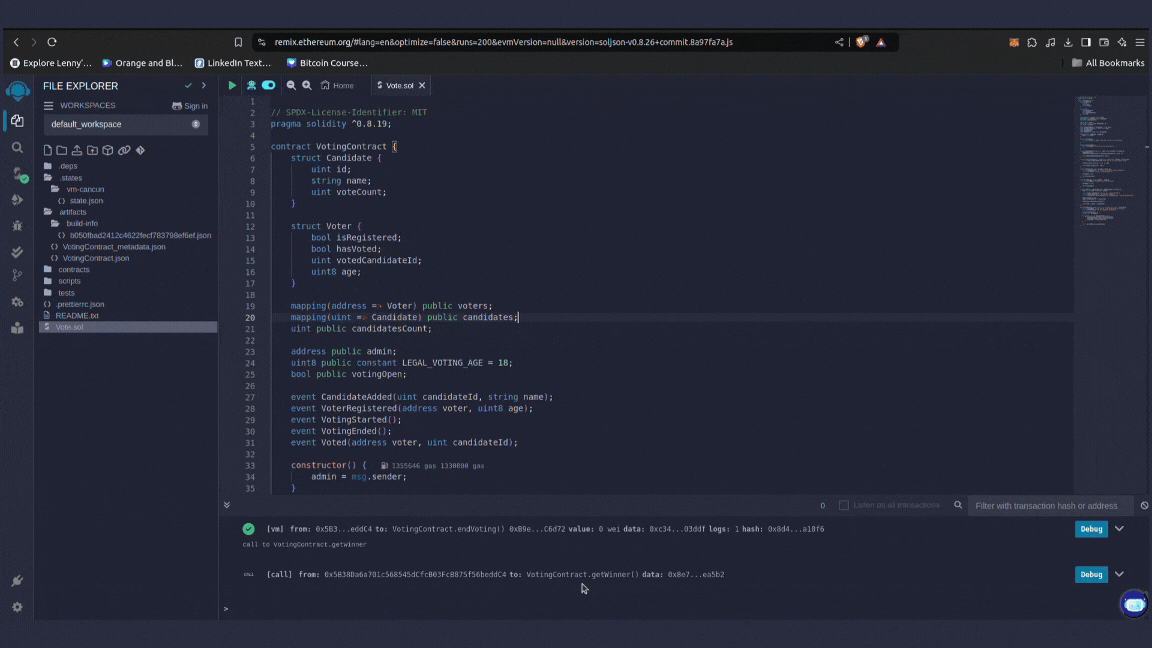 remix.ethereum.org/#lang=en&optimize=false&runs=200&evmVersion=null&version=soljson-v0.8.26+commit.8a97fa7a.js
Explore Lenny'... Orange and Bl... LinkedIn Text... Bitcoin Course... All Bookmarks
FILE EXPLORER
WORKSPACES Sign in
default_workspace
.deps
.states
vm-cancun
state.json
artifacts
build-info
b050fbad2412c4622fecf783798ef6ef.json
VotingContract_metadata.json
VotingContract.json
contracts
scripts
tests
.prettierrc.json
README.txt
Vote.sol
Home Vote.sol
1
2 // SPDX-License-Identifier: MIT
3 pragma solidity ^0.8.19;
4
5 contract VotingContract {
6 struct Candidate {
7 uint id;
8 string name;
9 uint voteCount;
10 }
11
12 struct Voter {
13 bool isRegistered;
14 bool hasVoted;
15 uint votedCandidateId;
16 uint8 age;
17 }
18
19 mapping(address => Voter) public voters;
20 mapping(uint => Candidate) public candidates;
21 uint public candidatesCount;
22
23 address public admin;
24 uint8 public constant LEGAL_VOTING_AGE = 18;
25 bool public votingOpen;
26
27 event CandidateAdded(uint candidateId, string name);
28 event VoterRegistered(address voter, uint8 age);
29 event VotingStarted();
30 event VotingEnded();
31 event Voted(address voter, uint candidateId);
32
33 constructor() { 1355646 gas 1330800 gas
34 admin = msg.sender;
35 }
0 Listen on all transactions Filter with transaction hash or address
[vm] from: 0x5B3...eddC4 to: VotingContract.endVoting() 0xB9e...C6d72 value: 0 wei data: 0xc34...03ddf logs: 1 hash: 0x8d4...a10f6 Debug
call to VotingContract.getWinner
[call] from: 0x5B38Da6a701c568545dCfcB03FcB875f56beddC4 to: VotingContract.getWinner() data: 0x8e7...ea5b2 Debug
>